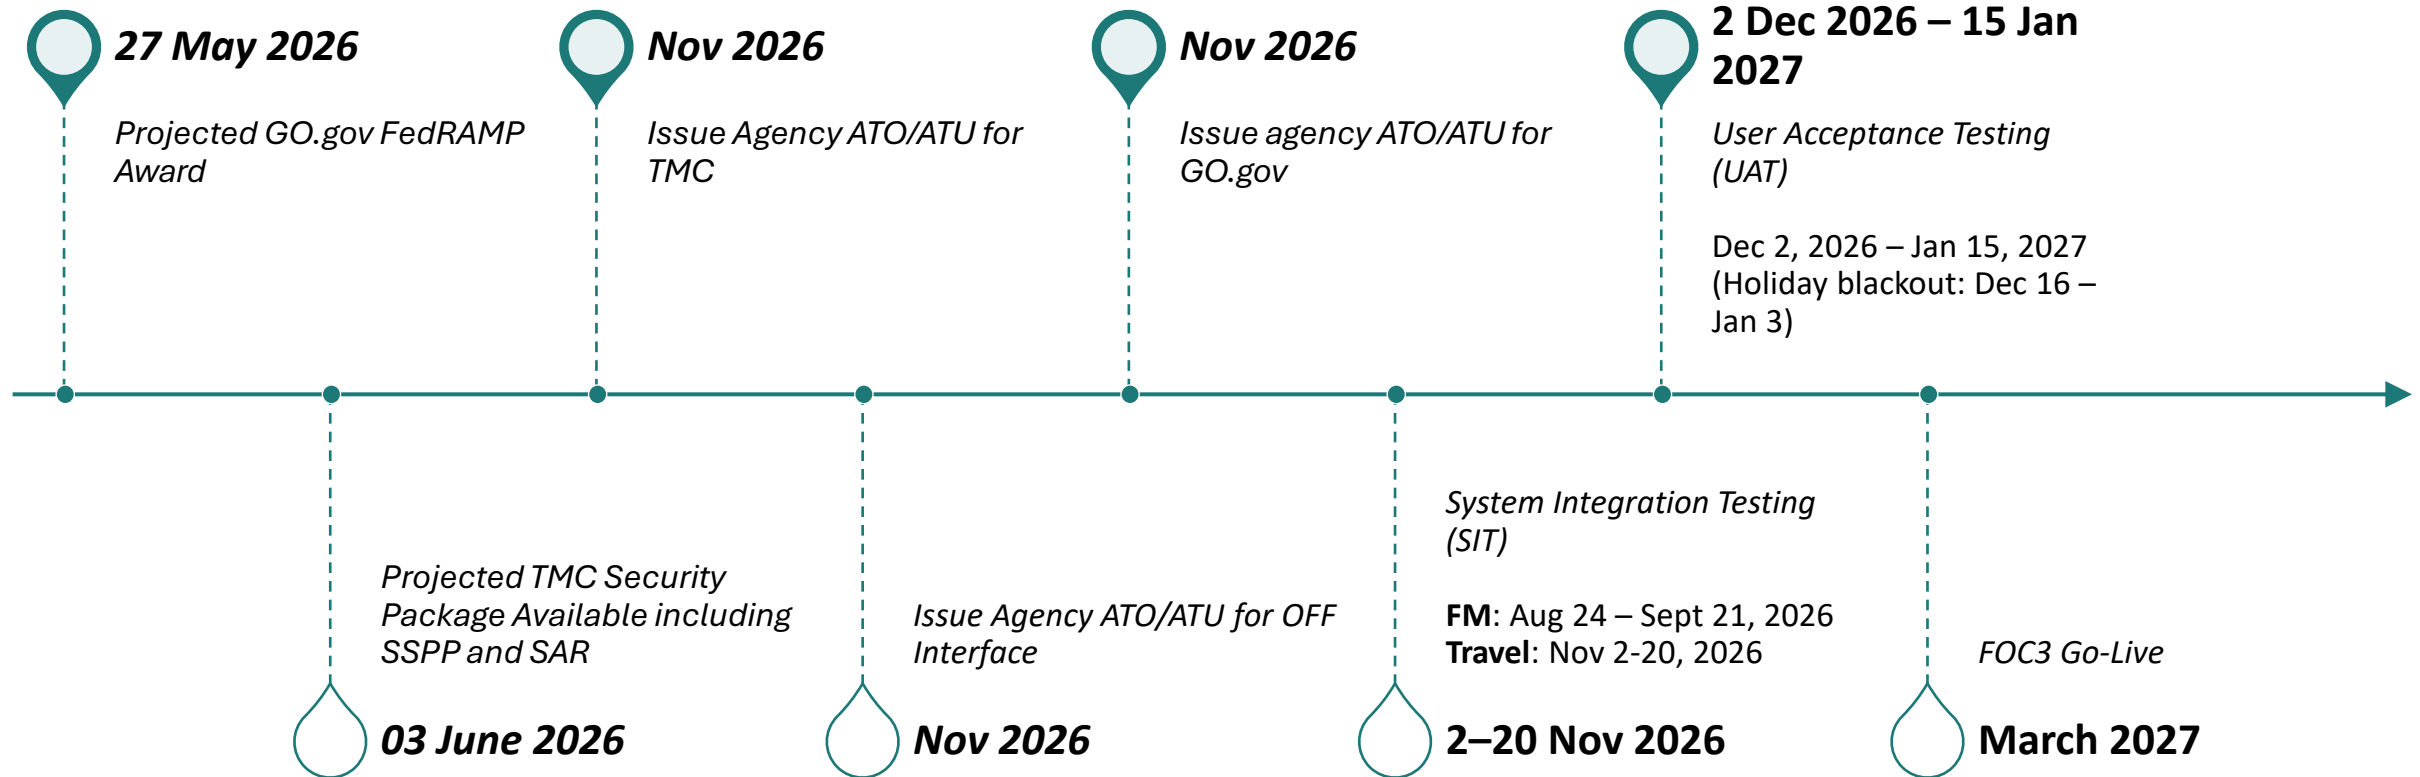 27 May 2026
Projected GO.gov FedRAMP
Award
03 June 2026
Projected TMC Security
Package Available including
SSPP and SAR
Nov 2026
Issue Agency ATO/ATU for
TMC
Nov 2026
Issue Agency ATO/ATU for OFF
Interface
Nov 2026
Issue agency ATO/ATU for
GO.gov
2–20 Nov 2026
System Integration Testing
(SIT)
FM: Aug 24 – Sept 21, 2026
Travel: Nov 2-20, 2026
2 Dec 2026 – 15 Jan
2027
User Acceptance Testing
(UAT)
Dec 2, 2026 – Jan 15, 2027
(Holiday blackout: Dec 16 –
Jan 3)
March 2027
FOC3 Go-Live